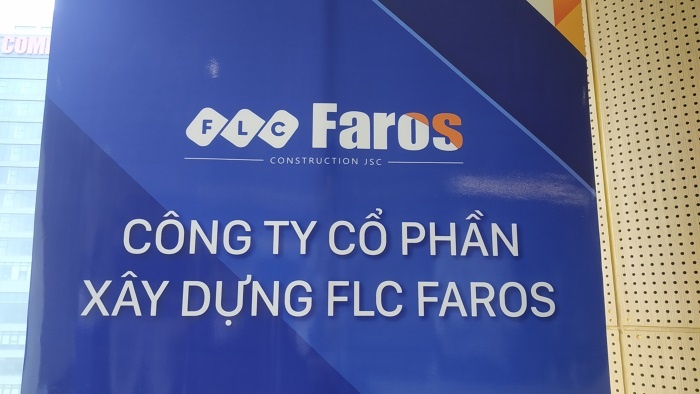 COM
FLC Faros
CONSTRUCTION JSC
CÔNG TY CỔ PHẦN
XÂY DỰNG FLC FAROS